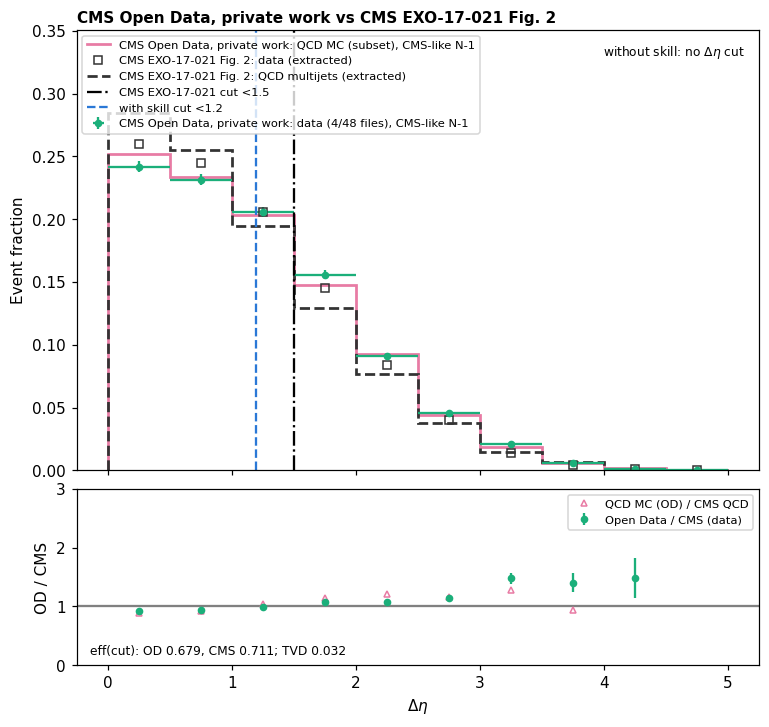 CMS Open Data, private work vs CMS EXO-17-021 Fig. 2
CMS Open Data, private work: QCD MC (subset), CMS-like N-1
CMS EXO-17-021 Fig. 2: data (extracted)
CMS EXO-17-021 Fig. 2: QCD multijets (extracted)
CMS EXO-17-021 cut <1.5
with skill cut <1.2
CMS Open Data, private work: data (4/48 files), CMS-like N-1
without skill: no Δη cut
Event fraction
0.35
0.30
0.25
0.20
0.15
0.10
0.05
0.00
QCD MC (OD) / CMS QCD
Open Data / CMS (data)
OD / CMS
3
2
1
0
eff(cut): OD 0.679, CMS 0.711; TVD 0.032
0 1 2 3 4 5
Δη